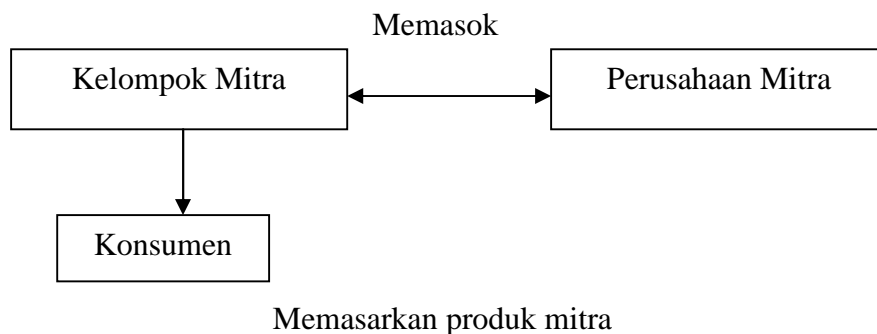 Memasok
Kelompok Mitra
Perusahaan Mitra
Konsumen
Memasarkan produk mitra